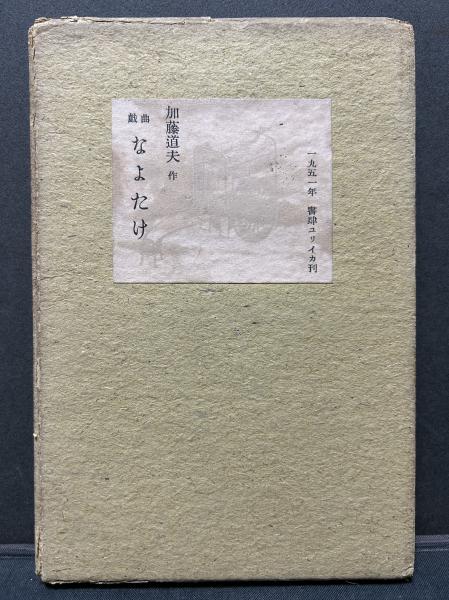 一九五一年 書肆ユリイカ刊
加藤道夫 作
戯曲 なよたけ